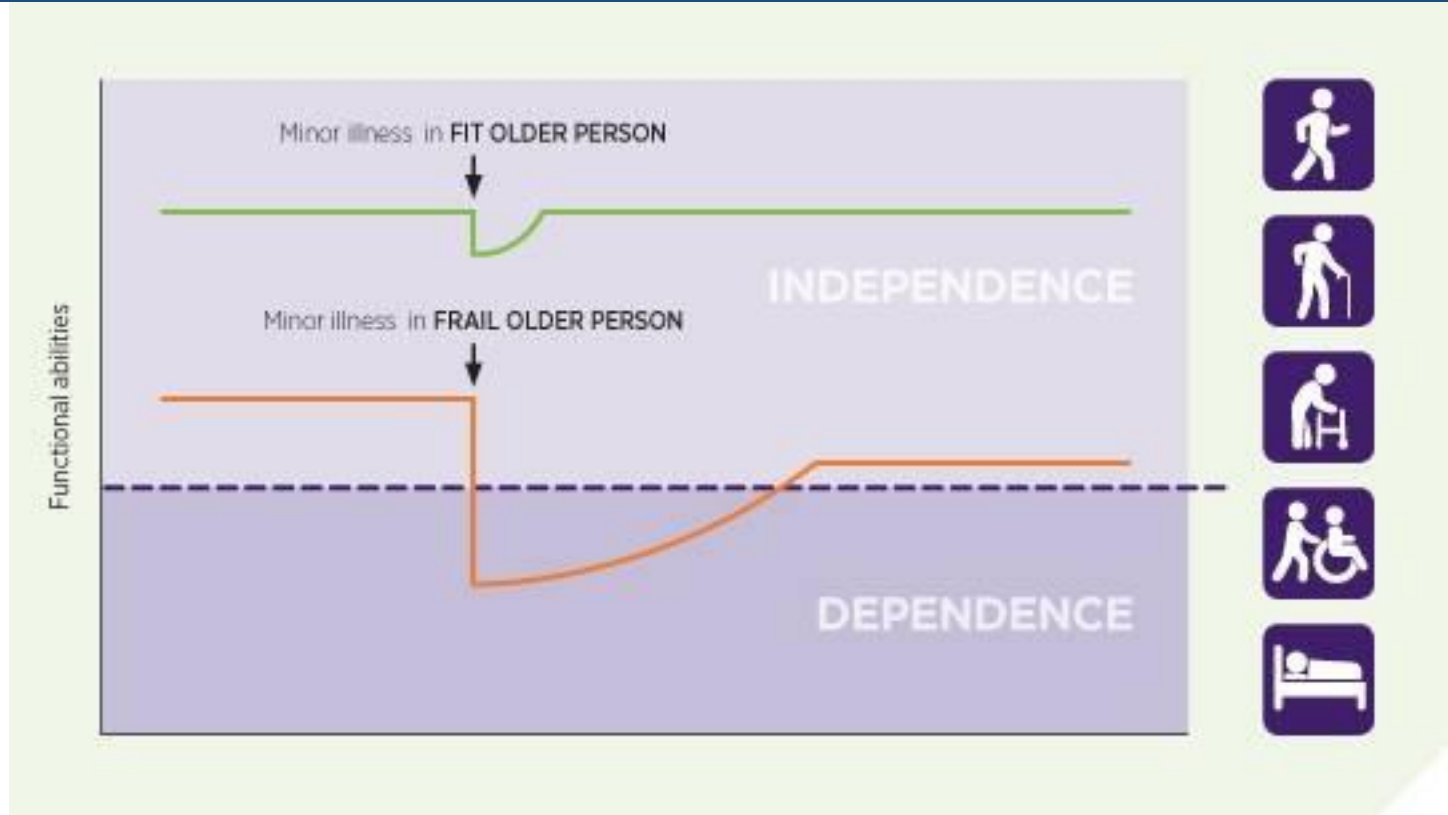 Minor illness in FIT OLDER PERSON
INDEPENDENCE
Minor illness in FRAIL OLDER PERSON
Functional abilities
DEPENDENCE